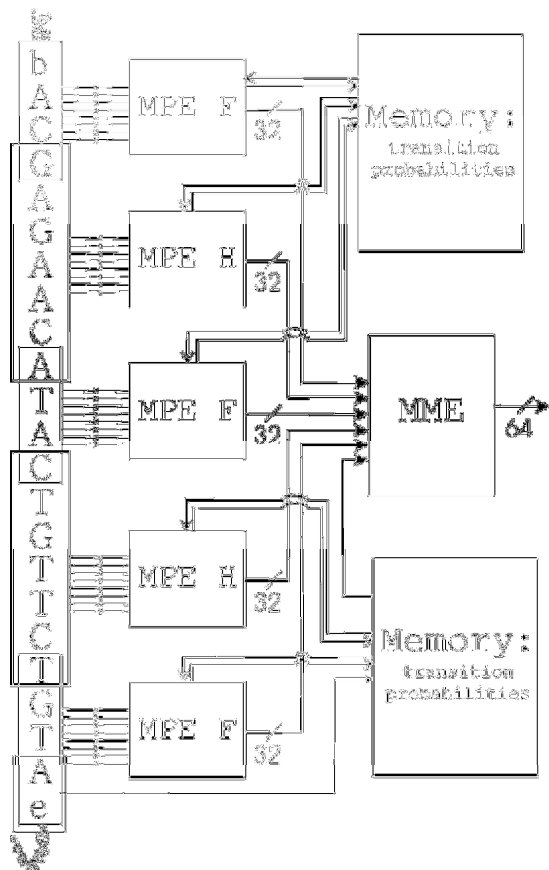 b
A
C
G
A
G
A
A
C
A
T
A
C
T
G
T
T
C
T
G
T
A
e
MPE F
32
MPE H
32
MPE F
32
MPE H
32
MPE F
32
Memory:
transition
probabilities
MME
64
Memory:
transition
probabilities